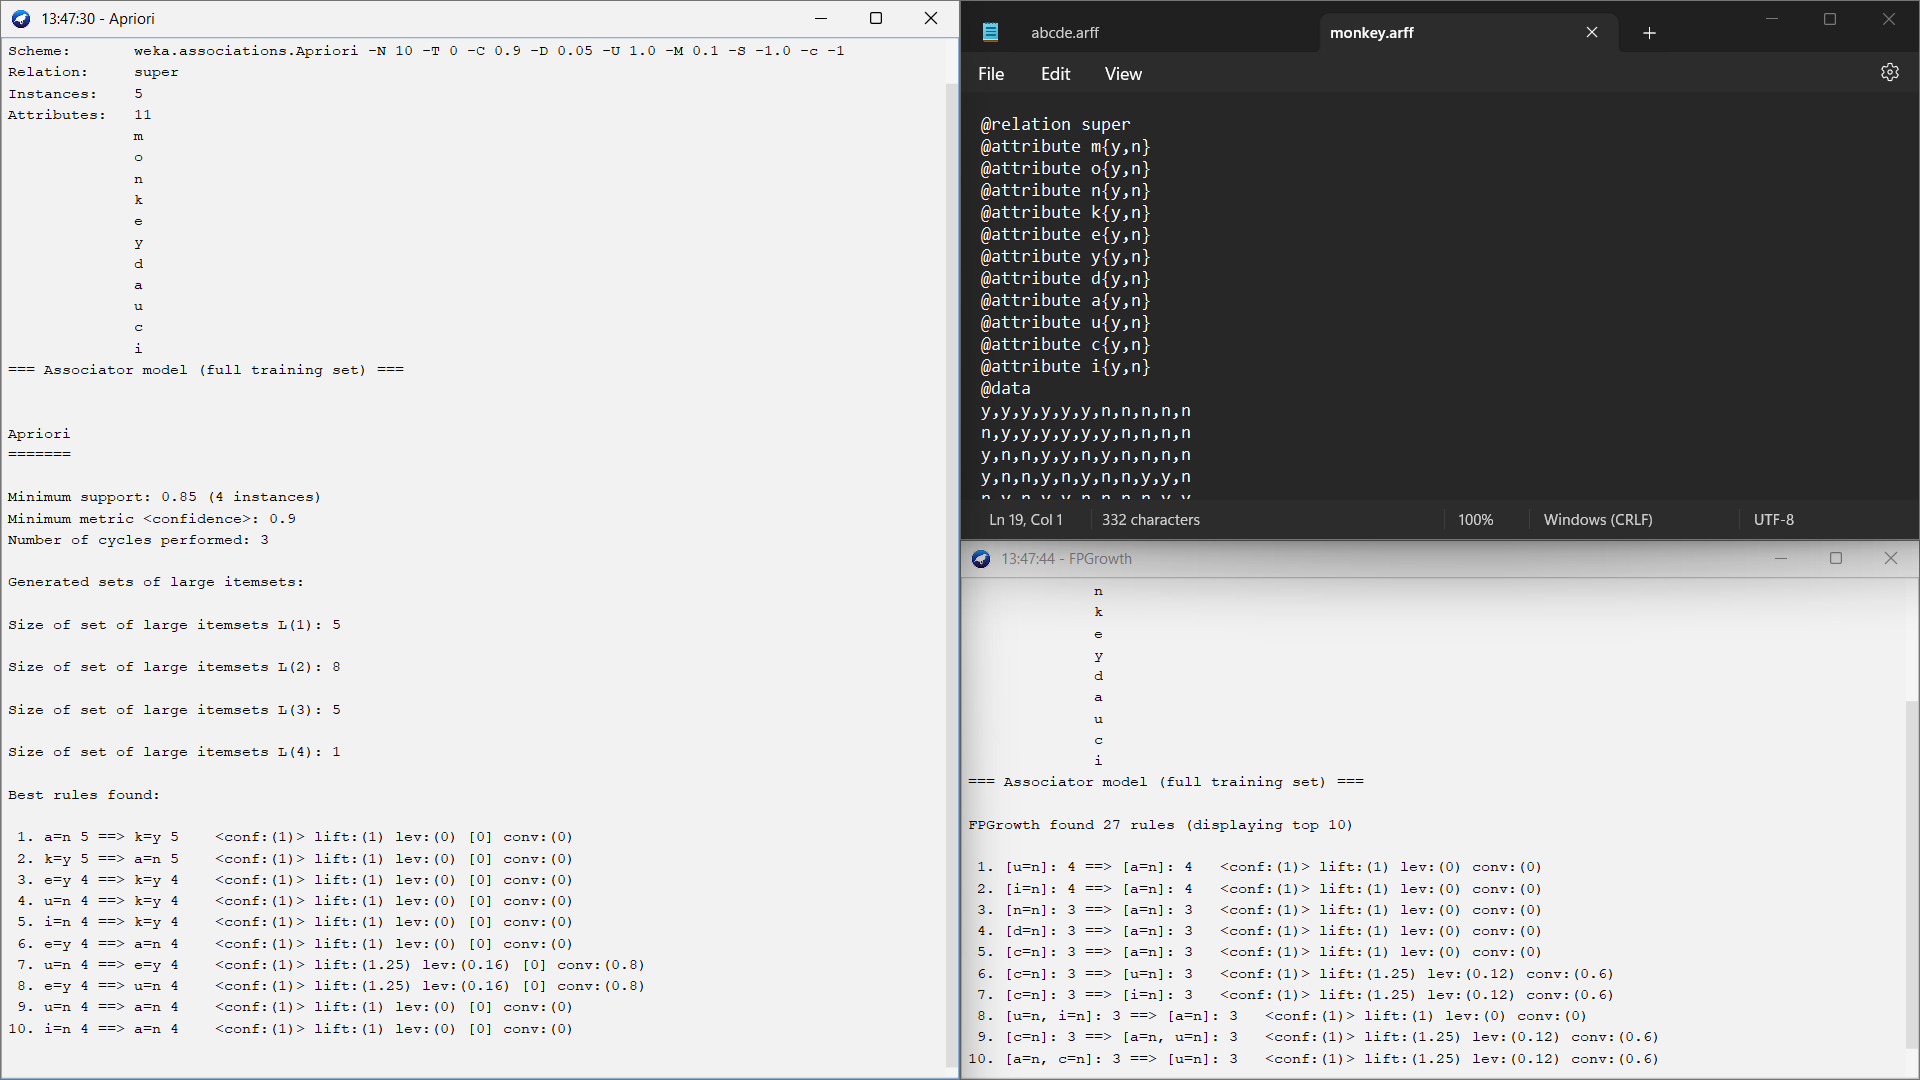 13:47:30 - Apriori
Scheme: weka.associations.Apriori -N 10 -T 0 -C 0.9 -D 0.05 -U 1.0 -M 0.1 -S -1.0 -c -1
Relation: super
Instances: 5
Attributes: 11
m
o
n
k
e
y
d
a
u
c
i
=== Associator model (full training set) ===
Apriori
=======
Minimum support: 0.85 (4 instances)
Minimum metric <confidence>: 0.9
Number of cycles performed: 3
Generated sets of large itemsets:
Size of set of large itemsets L(1): 5
Size of set of large itemsets L(2): 8
Size of set of large itemsets L(3): 5
Size of set of large itemsets L(4): 1
Best rules found:
1. a=n 5 ==> k=y 5 <conf:(1)> lift:(1) lev:(0) [0] conv:(0)
2. k=y 5 ==> a=n 5 <conf:(1)> lift:(1) lev:(0) [0] conv:(0)
3. e=y 4 ==> k=y 4 <conf:(1)> lift:(1) lev:(0) [0] conv:(0)
4. u=n 4 ==> k=y 4 <conf:(1)> lift:(1) lev:(0) [0] conv:(0)
5. i=n 4 ==> k=y 4 <conf:(1)> lift:(1) lev:(0) [0] conv:(0)
6. e=y 4 ==> a=n 4 <conf:(1)> lift:(1) lev:(0) [0] conv:(0)
7. u=n 4 ==> e=y 4 <conf:(1)> lift:(1.25) lev:(0.16) [0] conv:(0.8)
8. e=y 4 ==> u=n 4 <conf:(1)> lift:(1.25) lev:(0.16) [0] conv:(0.8)
9. u=n 4 ==> a=n 4 <conf:(1)> lift:(1) lev:(0) [0] conv:(0)
10. i=n 4 ==> a=n 4 <conf:(1)> lift:(1) lev:(0) [0] conv:(0)
abcde.arff
monkey.arff
File Edit View
@relation super
@attribute m{y,n}
@attribute o{y,n}
@attribute n{y,n}
@attribute k{y,n}
@attribute e{y,n}
@attribute y{y,n}
@attribute d{y,n}
@attribute a{y,n}
@attribute u{y,n}
@attribute c{y,n}
@attribute i{y,n}
@data
y,y,y,y,y,y,n,n,n,n,n
n,y,y,y,y,y,y,n,n,n,n
y,n,n,y,y,n,y,n,n,n,n
y,n,n,y,n,y,n,n,y,y,n
Ln 19, Col 1 332 characters 100% Windows (CRLF) UTF-8
13:47:44 - FPGrowth
n
k
e
y
d
a
u
c
i
=== Associator model (full training set) ===
FPGrowth found 27 rules (displaying top 10)
1. [u=n]: 4 ==> [a=n]: 4 <conf:(1)> lift:(1) lev:(0) conv:(0)
2. [i=n]: 4 ==> [a=n]: 4 <conf:(1)> lift:(1) lev:(0) conv:(0)
3. [n=n]: 3 ==> [a=n]: 3 <conf:(1)> lift:(1) lev:(0) conv:(0)
4. [d=n]: 3 ==> [a=n]: 3 <conf:(1)> lift:(1) lev:(0) conv:(0)
5. [c=n]: 3 ==> [a=n]: 3 <conf:(1)> lift:(1) lev:(0) conv:(0)
6. [c=n]: 3 ==> [u=n]: 3 <conf:(1)> lift:(1.25) lev:(0.12) conv:(0.6)
7. [c=n]: 3 ==> [i=n]: 3 <conf:(1)> lift:(1.25) lev:(0.12) conv:(0.6)
8. [u=n, i=n]: 3 ==> [a=n]: 3 <conf:(1)> lift:(1) lev:(0) conv:(0)
9. [c=n]: 3 ==> [a=n, u=n]: 3 <conf:(1)> lift:(1.25) lev:(0.12) conv:(0.6)
10. [a=n, c=n]: 3 ==> [u=n]: 3 <conf:(1)> lift:(1.25) lev:(0.12) conv:(0.6)